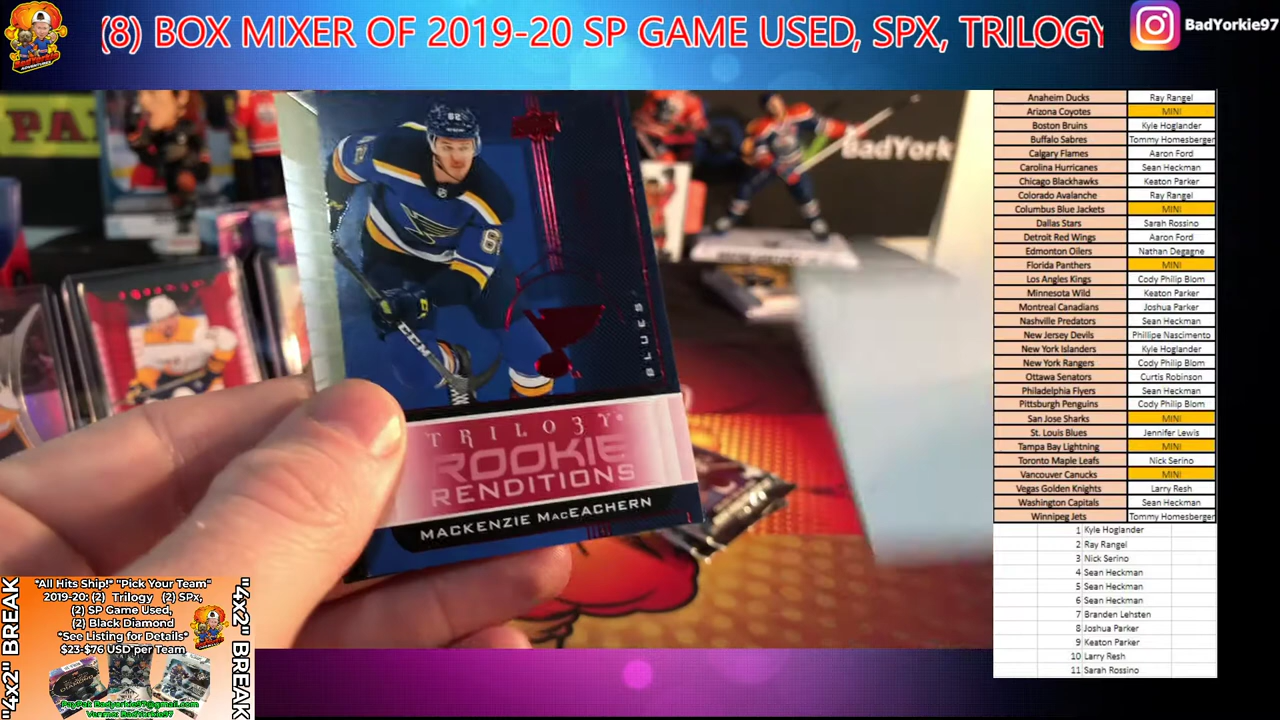 (8) BOX MIXER OF 2019-20 SP GAME USED, SPX, TRILOGY
BadYorkie97
BadYork
62
BLUES
CCM
TRILOGY
ROOKIE
RENDITIONS
MACKENZIE MACEACHERN
Anaheim Ducks Ray Rangel
Arizona Coyotes MINI
Boston Bruins Kyle Hoglander
Buffalo Sabres Tommy Homesberger
Calgary Flames Aaron Ford
Carolina Hurricanes Sean Heckman
Chicago Blackhawks Keaton Parker
Colorado Avalanche Ray Rangel
Columbus Blue Jackets MINI
Dallas Stars Sarah Rossino
Detroit Red Wings Aaron Ford
Edmonton Oilers Nathan Degagne
Florida Panthers MINI
Los Angeles Kings Cody Philip Blom
Minnesota Wild Keaton Parker
Montreal Canadians Joshua Parker
Nashville Predators Sean Heckman
New Jersey Devils Phillipe Nascimento
New York Islanders Kyle Hoglander
New York Rangers Cody Philip Blom
Ottawa Senators Curtis Robinson
Philadelphia Flyers Sean Heckman
Pittsburgh Penguins Cody Philip Blom
San Jose Sharks MINI
St. Louis Blues Jennifer Lewis
Tampa Bay Lightning MINI
Toronto Maple Leafs Nick Serino
Vancouver Canucks MINI
Vegas Golden Knights Larry Resh
Washington Capitals Sean Heckman
Winnipeg Jets Tommy Homesberger
1 Kyle Hoglander
2 Ray Rangel
3 Nick Serino
4 Sean Heckman
5 Sean Heckman
6 Sean Heckman
7 Branden Lehsten
8 Joshua Parker
9 Keaton Parker
10 Larry Resh
11 Sarah Rossino
"4x2" BREAK
"All Hits Ship!" "Pick Your Team"
2019-20: (2) Trilogy (2) SPx,
(2) SP Game Used,
(2) Black Diamond
"See Listing for Details"
$23-$76 USD per Team
PayPak Badyorkie97@gmail.com
Venmo: BadYorkie97
"4x2" BREAK